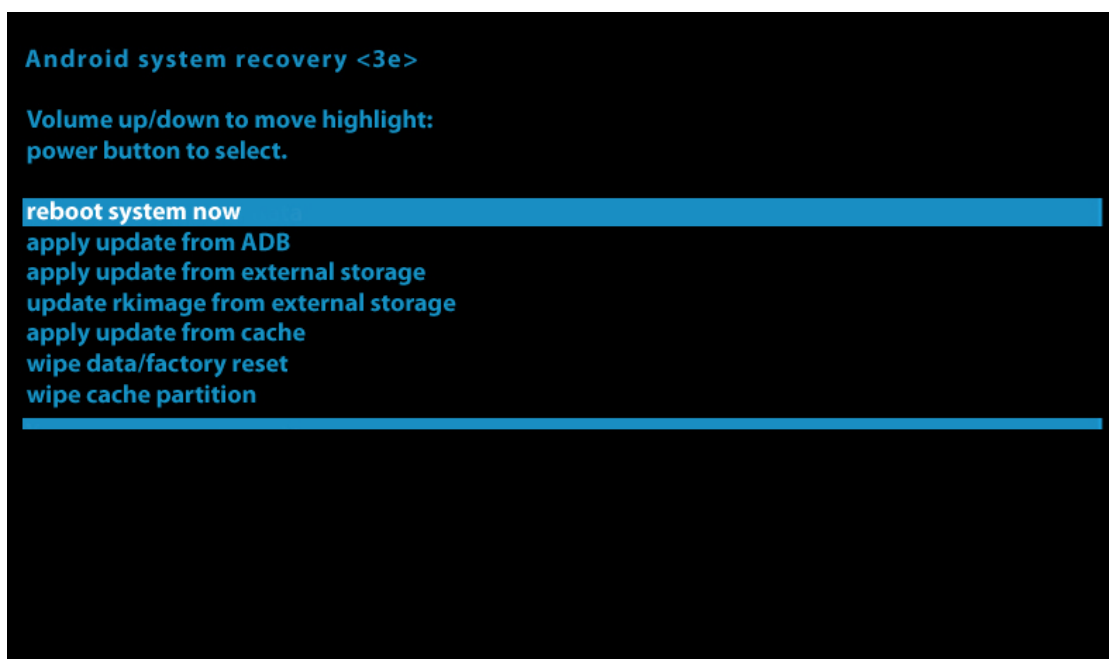 Android system recovery <3e>
Volume up/down to move highlight:
power button to select.
reboot system now
apply update from ADB
apply update from external storage
update rkimage from external storage
apply update from cache
wipe data/factory reset
wipe cache partition